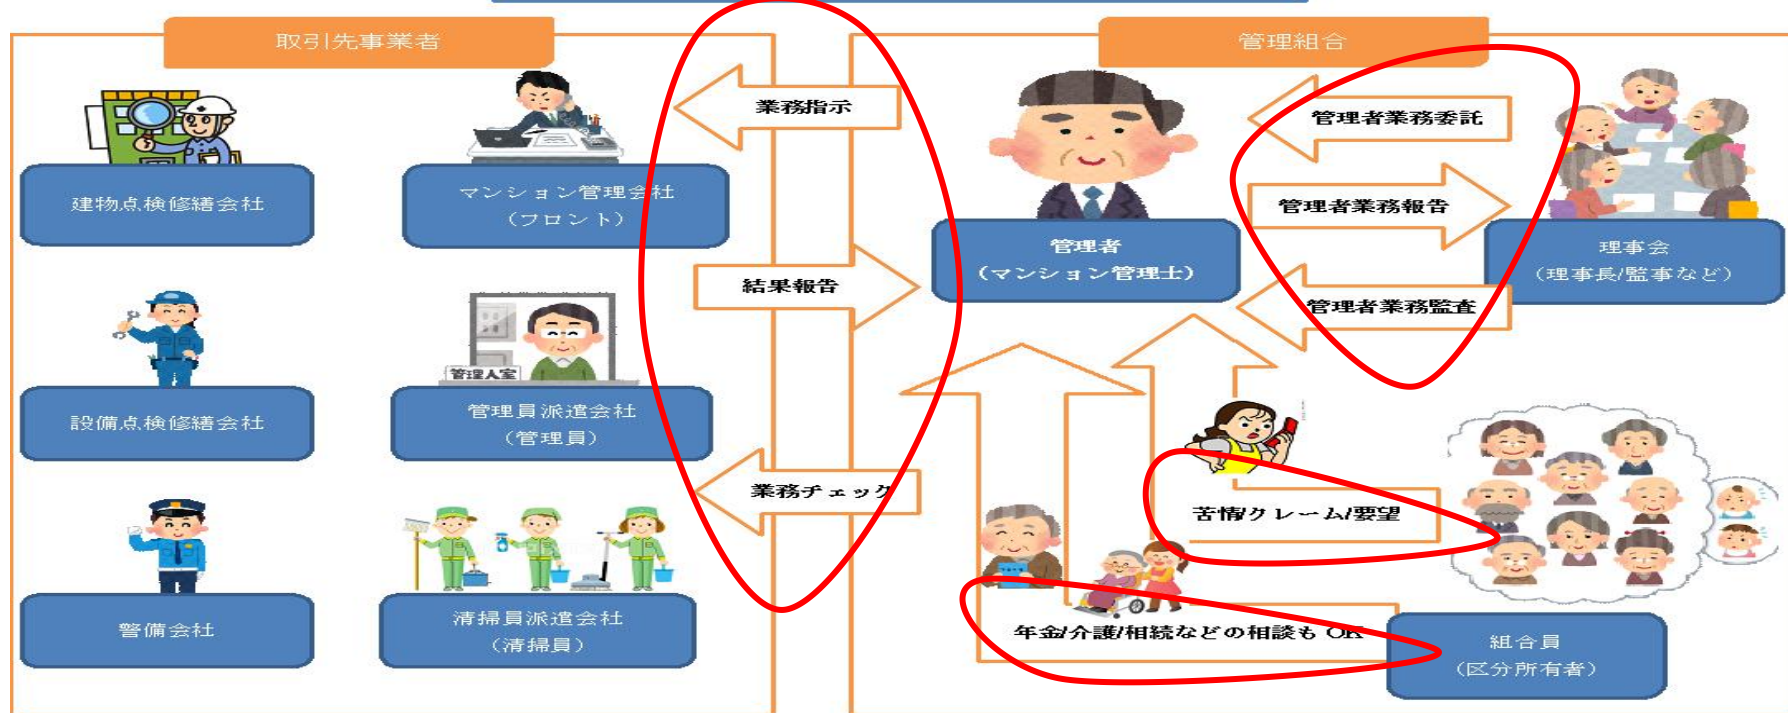 取引先事業者
管理組合
業務指示
管理者業務委託
建物点検修繕会社
マンション管理会社
(フロント)
管理者業務報告
管理者
(マンション管理士)
理事会
(理事長/監事など)
結果報告
管理者業務監査
管理人室
設備点検修繕会社
管理員派遣会社
(管理員)
業務チェック
苦情/クレーム/要望
警備会社
清掃員派遣会社
(清掃員)
年金/介護/相続などの相談も OK
組合員
(区分所有者)